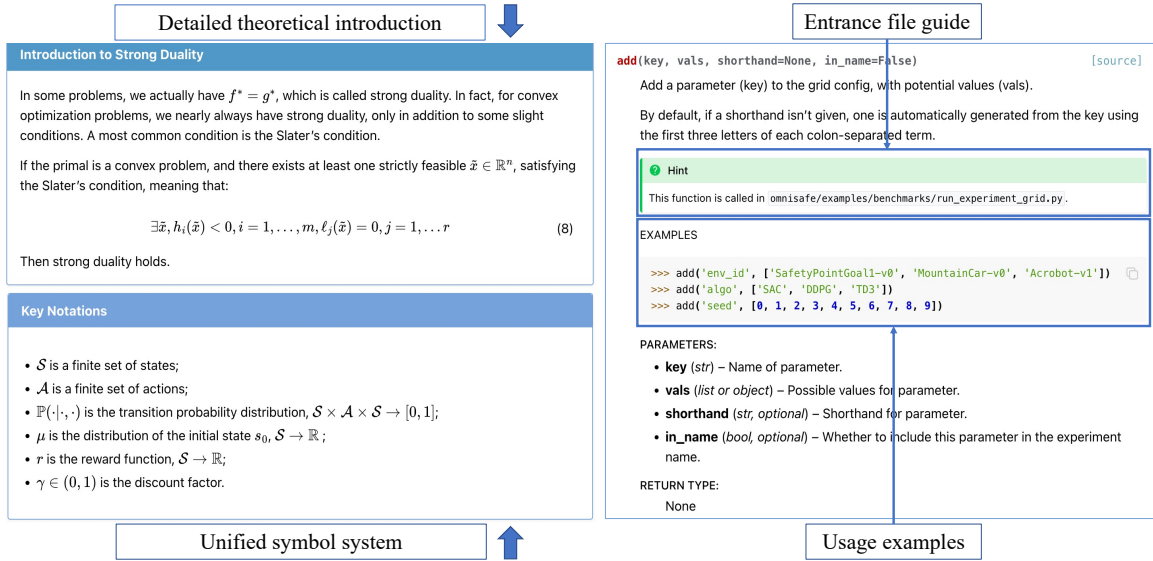 Detailed theoretical introduction
Introduction to Strong Duality
In some problems, we actually have f* = g*, which is called strong duality. In fact, for convex
optimization problems, we nearly always have strong duality, only in addition to some slight
conditions. A most common condition is the Slater's condition.
If the primal is a convex problem, and there exists at least one strictly feasible x̃ ∈ ℝⁿ, satisfying
the Slater's condition, meaning that:
∃x̃, hᵢ(x̃) < 0, i = 1, . . . , m, ℓⱼ(x̃) = 0, j = 1, . . . r (8)
Then strong duality holds.
Key Notations
• 𝒮 is a finite set of states;
• 𝒜 is a finite set of actions;
• ℙ(·|·, ·) is the transition probability distribution, 𝒮 × 𝒜 × 𝒮 → [0, 1];
• μ is the distribution of the initial state s₀, 𝒮 → ℝ ;
• r is the reward function, 𝒮 → ℝ;
• γ ∈ (0, 1) is the discount factor.
Unified symbol system
Entrance file guide
add(key, vals, shorthand=None, in_name=False) [source]
Add a parameter (key) to the grid config, with potential values (vals).
By default, if a shorthand isn't given, one is automatically generated from the key using
the first three letters of each colon-separated term.
Hint
This function is called in omnisafe/examples/benchmarks/run_experiment_grid.py.
EXAMPLES
>>> add('env_id', ['SafetyPointGoal1-v0', 'MountainCar-v0', 'Acrobot-v1'])
>>> add('algo', ['SAC', 'DDPG', 'TD3'])
>>> add('seed', [0, 1, 2, 3, 4, 5, 6, 7, 8, 9])
PARAMETERS:
• key (str) – Name of parameter.
• vals (list or object) – Possible values for parameter.
• shorthand (str, optional) – Shorthand for parameter.
• in_name (bool, optional) – Whether to include this parameter in the experiment
name.
RETURN TYPE:
None
Usage examples